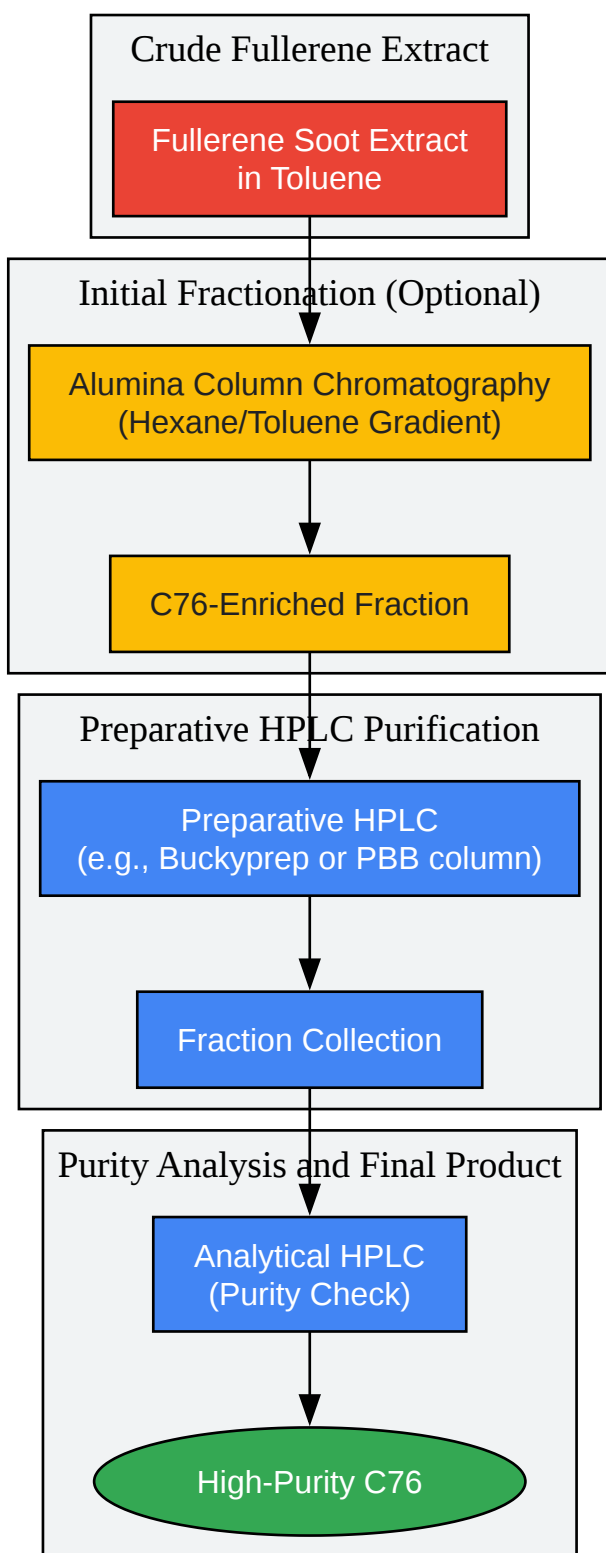 Crude Fullerene Extract
Fullerene Soot Extract
in Toluene
Initial Fractionation (Optional)
Alumina Column Chromatography
(Hexane/Toluene Gradient)
C76-Enriched Fraction
Preparative HPLC Purification
Preparative HPLC
(e.g., Buckyprep or PBB column)
Fraction Collection
Purity Analysis and Final Product
Analytical HPLC
(Purity Check)
High-Purity C76